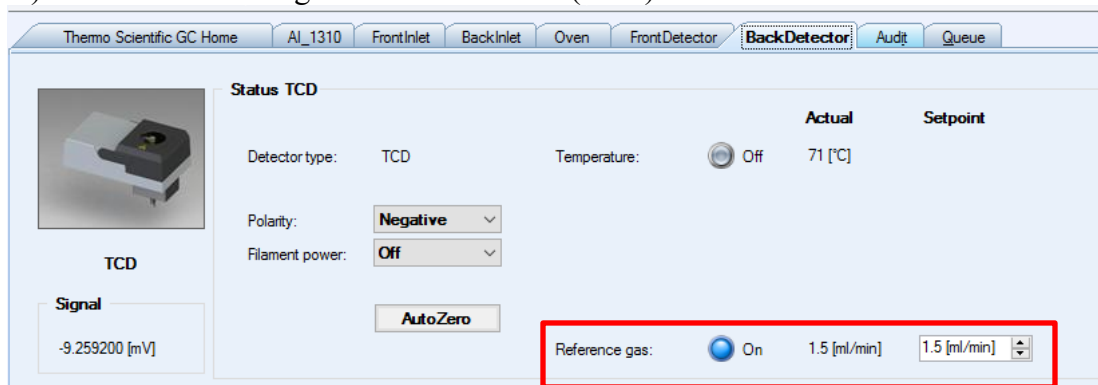 Thermo Scientific GC Home AI_1310 FrontInlet BackInlet Oven FrontDetector BackDetector Audit Queue
Status TCD
Actual Setpoint
Detector type: TCD Temperature: Off 71 [°C]
Polarity: Negative
Filament power: Off
TCD
Signal
AutoZero
-9.259200 [mV] Reference gas: On 1.5 [ml/min] 1.5 [ml/min]